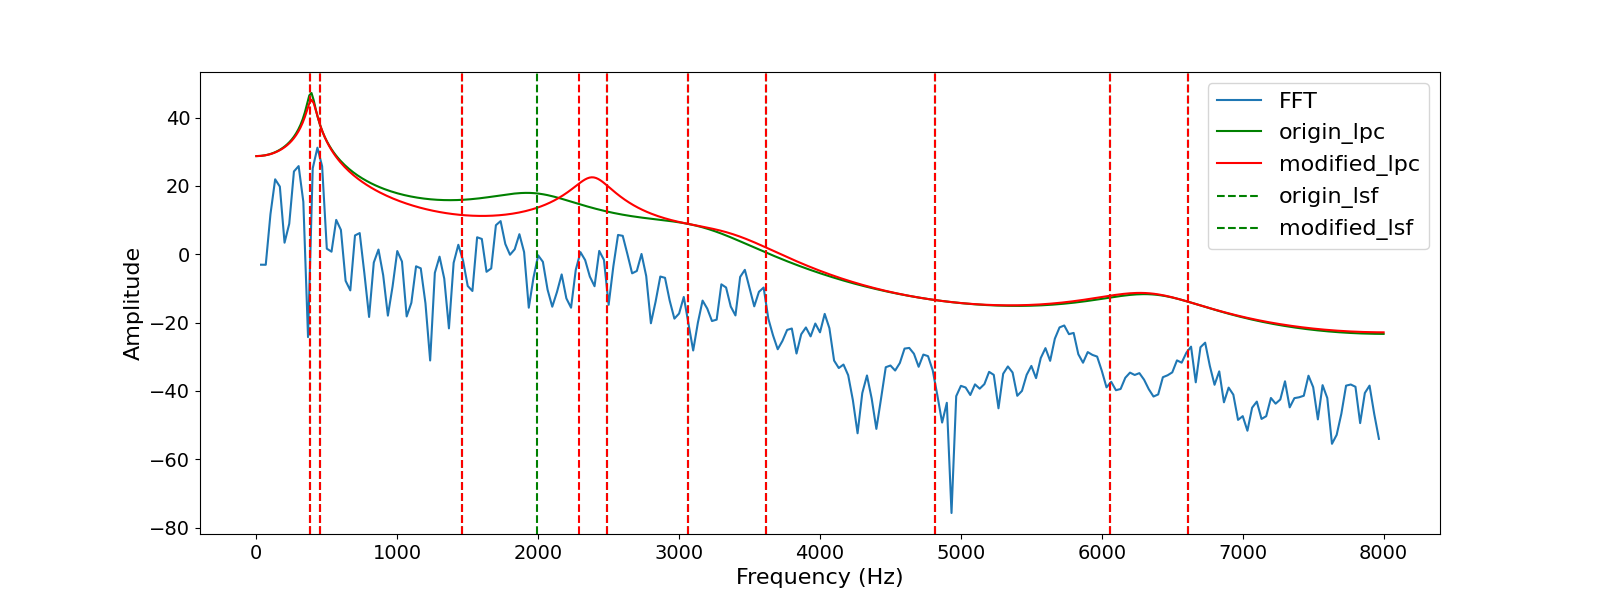 40
20
0
−20
−40
−60
−80
Amplitude
0 1000 2000 3000 4000 5000 6000 7000 8000
Frequency (Hz)
FFT
origin_lpc
modified_lpc
origin_lsf
modified_lsf